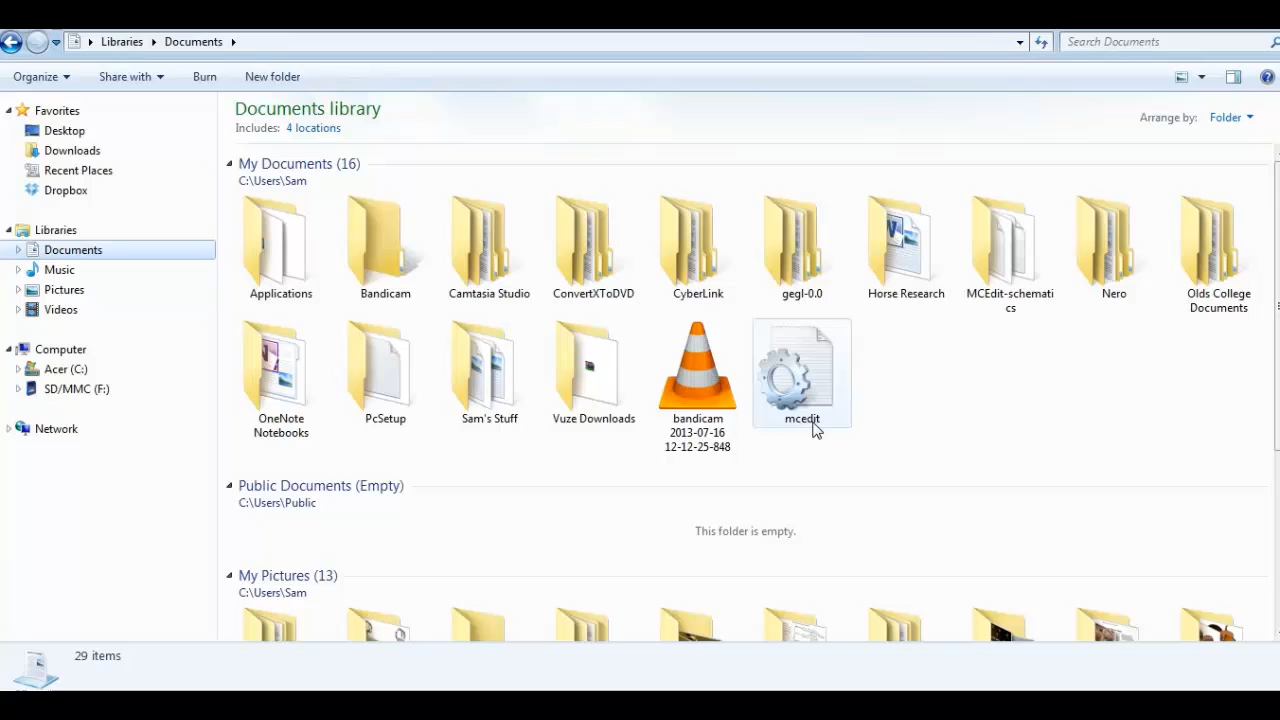 Libraries
Documents
Search Documents
Organize
Share with
Burn
New folder
Favorites
Desktop
Downloads
Recent Places
Dropbox
Libraries
Documents
Music
Pictures
Videos
Computer
Acer (C:)
SD/MMC (F:)
Network
Documents library
Includes: 4 locations
Arrange by: Folder
My Documents (16)
C:\Users\Sam
Applications
Bandicam
Camtasia Studio
ConvertXToDVD
CyberLink
gegl-0.0
Horse Research
MCEdit-schemati
cs
Nero
Olds College
Documents
OneNote
Notebooks
PcSetup
Sam's Stuff
Vuze Downloads
bandicam
2013-07-16
12-12-25-848
mcedit
Public Documents (Empty)
C:\Users\Public
This folder is empty.
My Pictures (13)
C:\Users\Sam
29 items